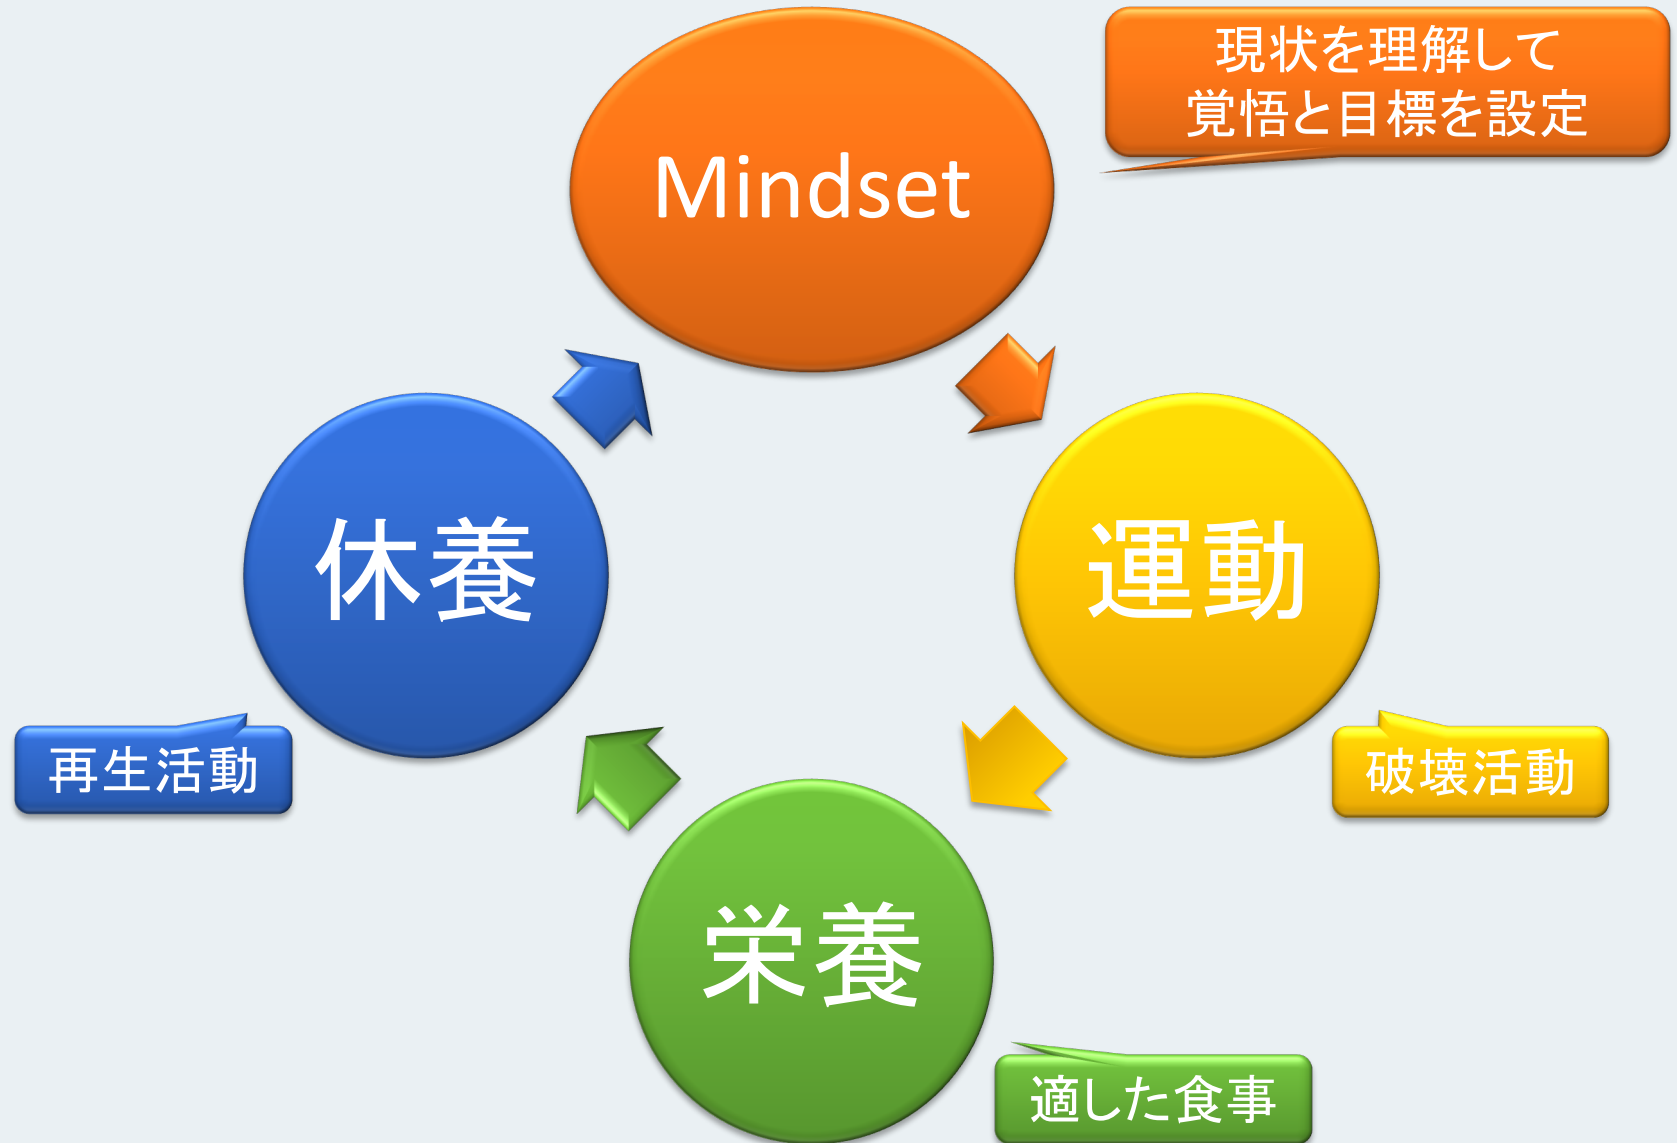 Mindset
現状を理解して
覚悟と目標を設定
運動
破壊活動
栄養
適した食事
休養
再生活動